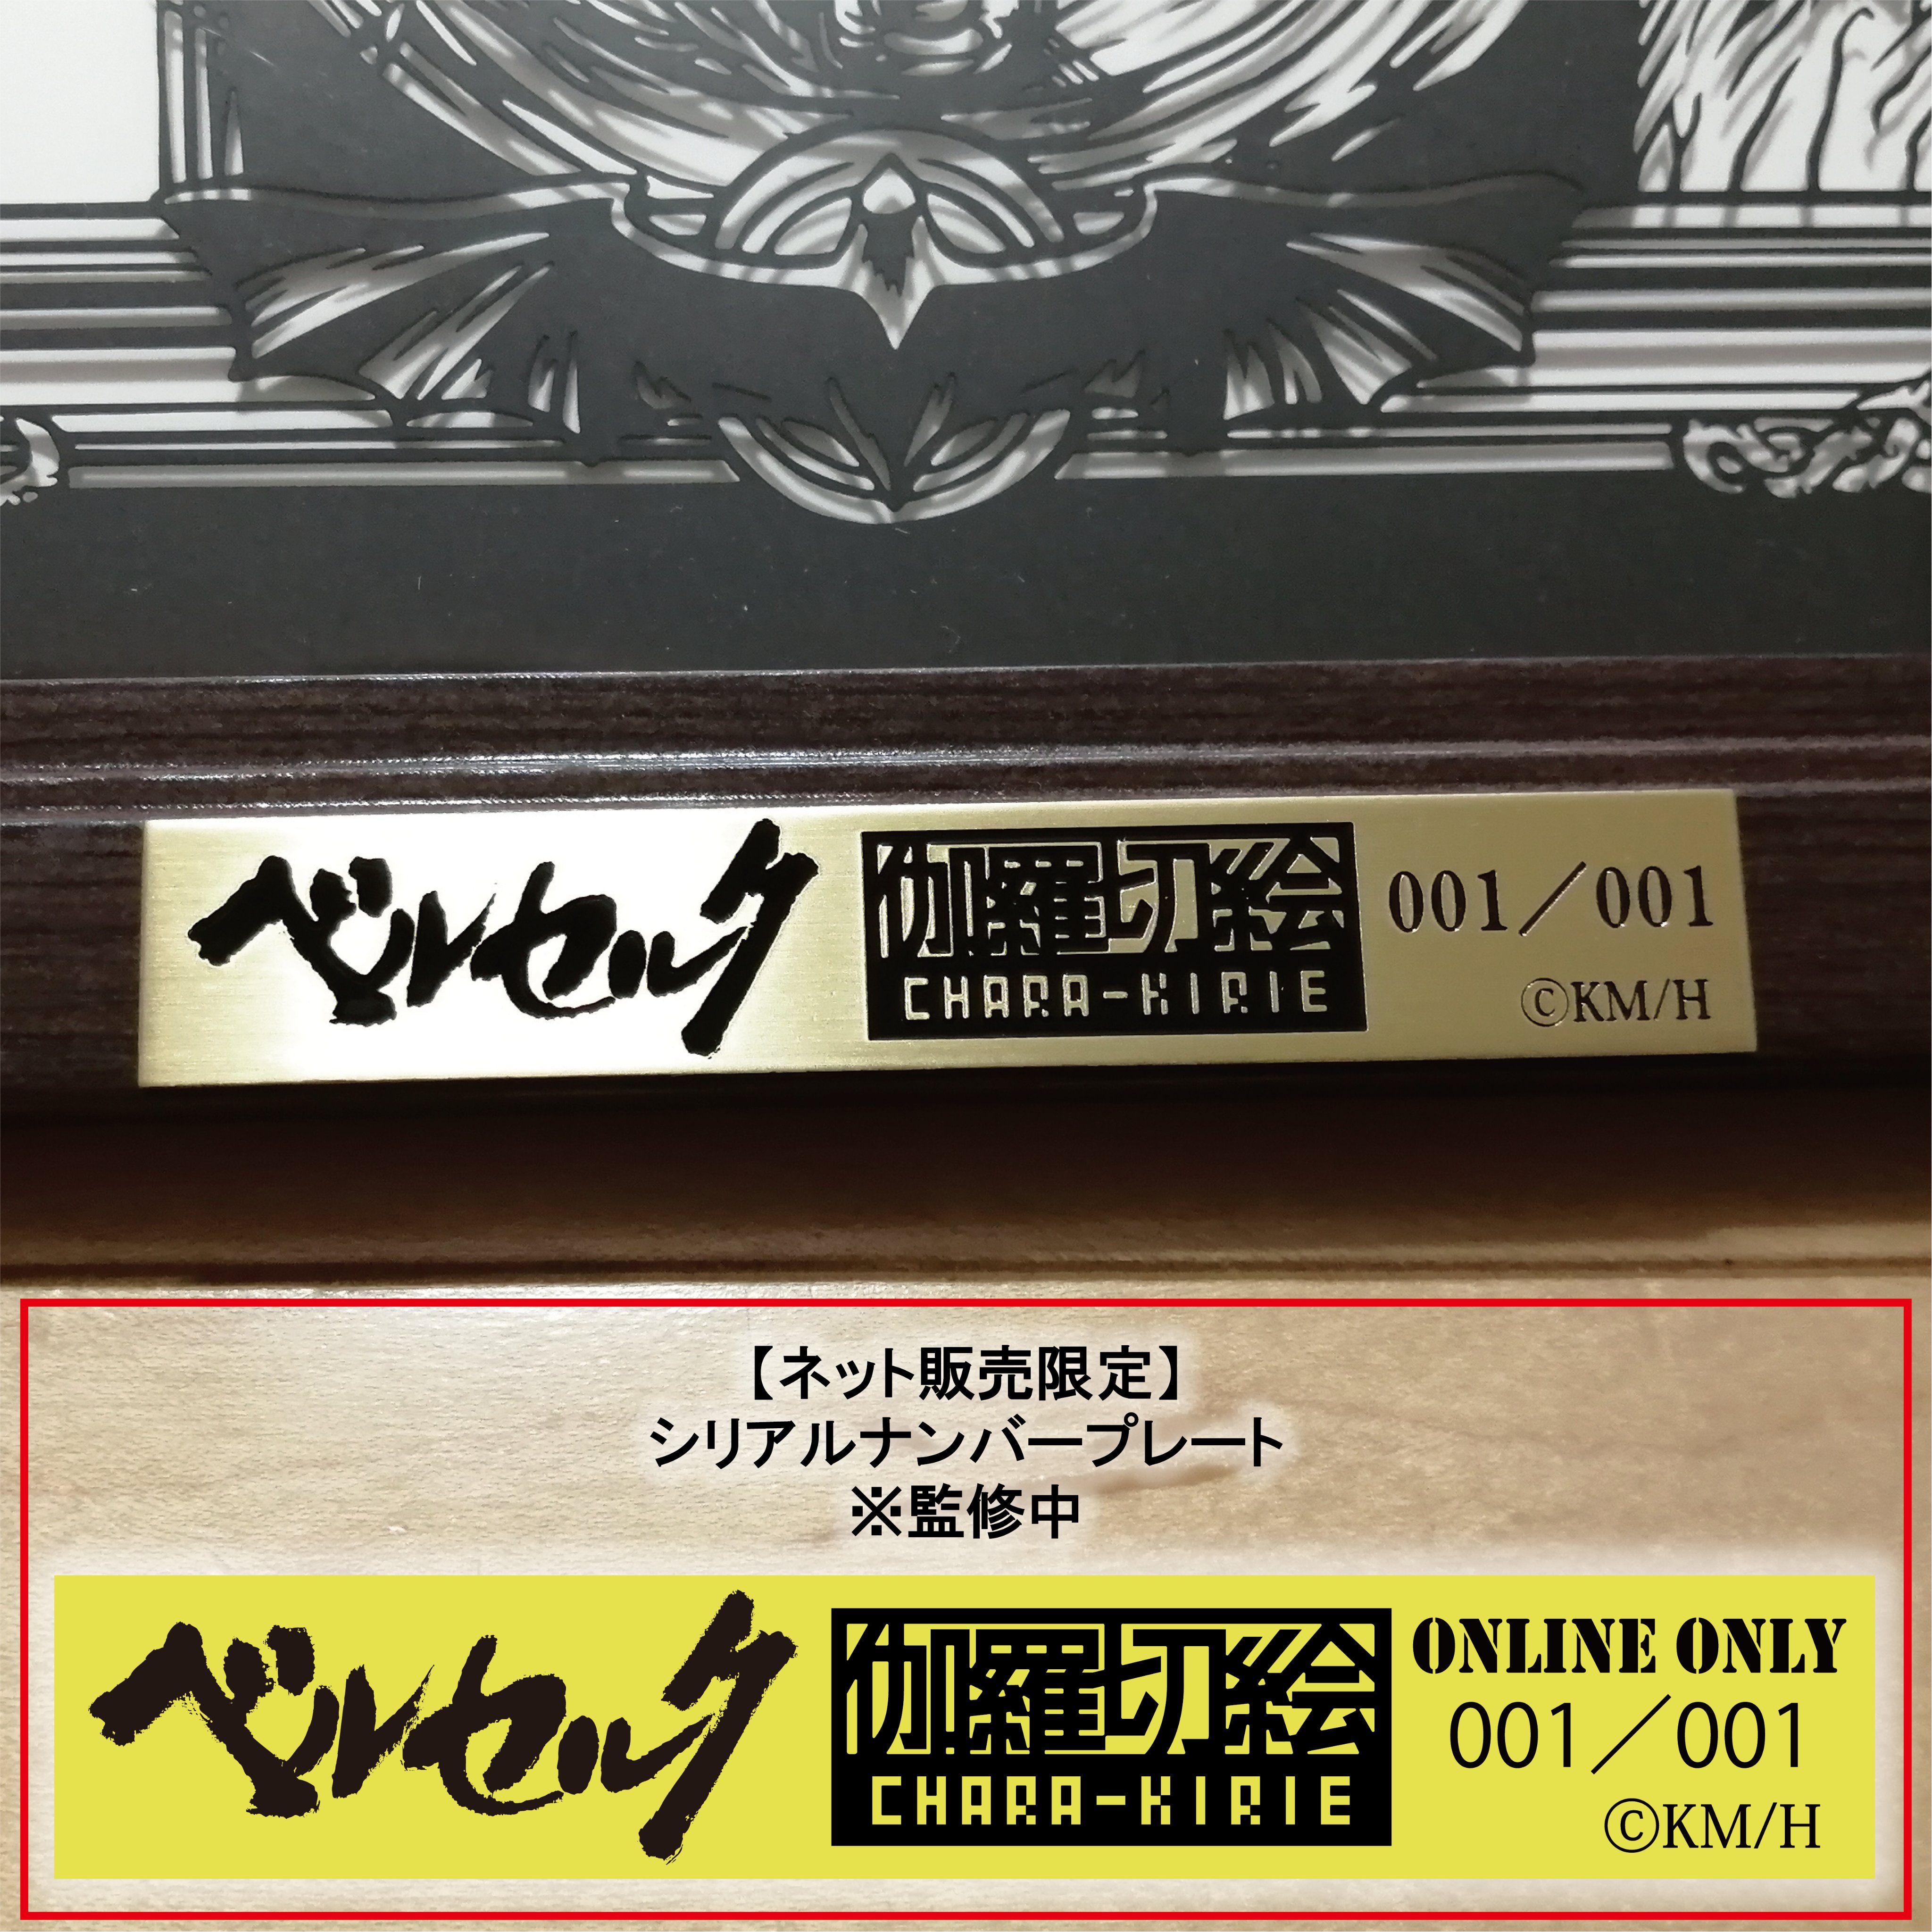 ベルセルク 伽羅切絵 001／001
CHARA-KIRIE ©KM/H
【ネット販売限定】
シリアルナンバープレート
※監修中
ベルセルク 伽羅切絵 ONLINE ONLY
001／001
CHARA-KIRIE ©KM/H